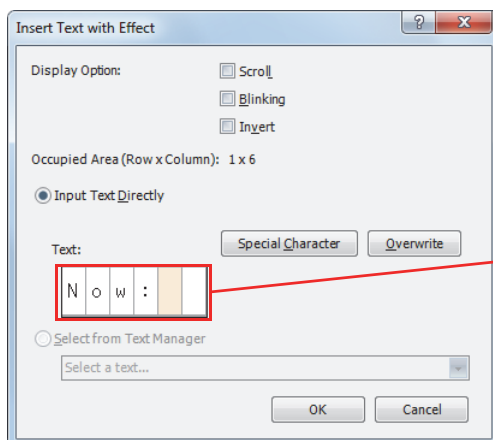 Insert Text with Effect
Display Option:
Scroll
Blinking
Invert
Occupied Area (Row x Column): 1 x 6
Input Text Directly
Text:
Special Character
Overwrite
Now:
Select from Text Manager
Select a text...
OK
Cancel